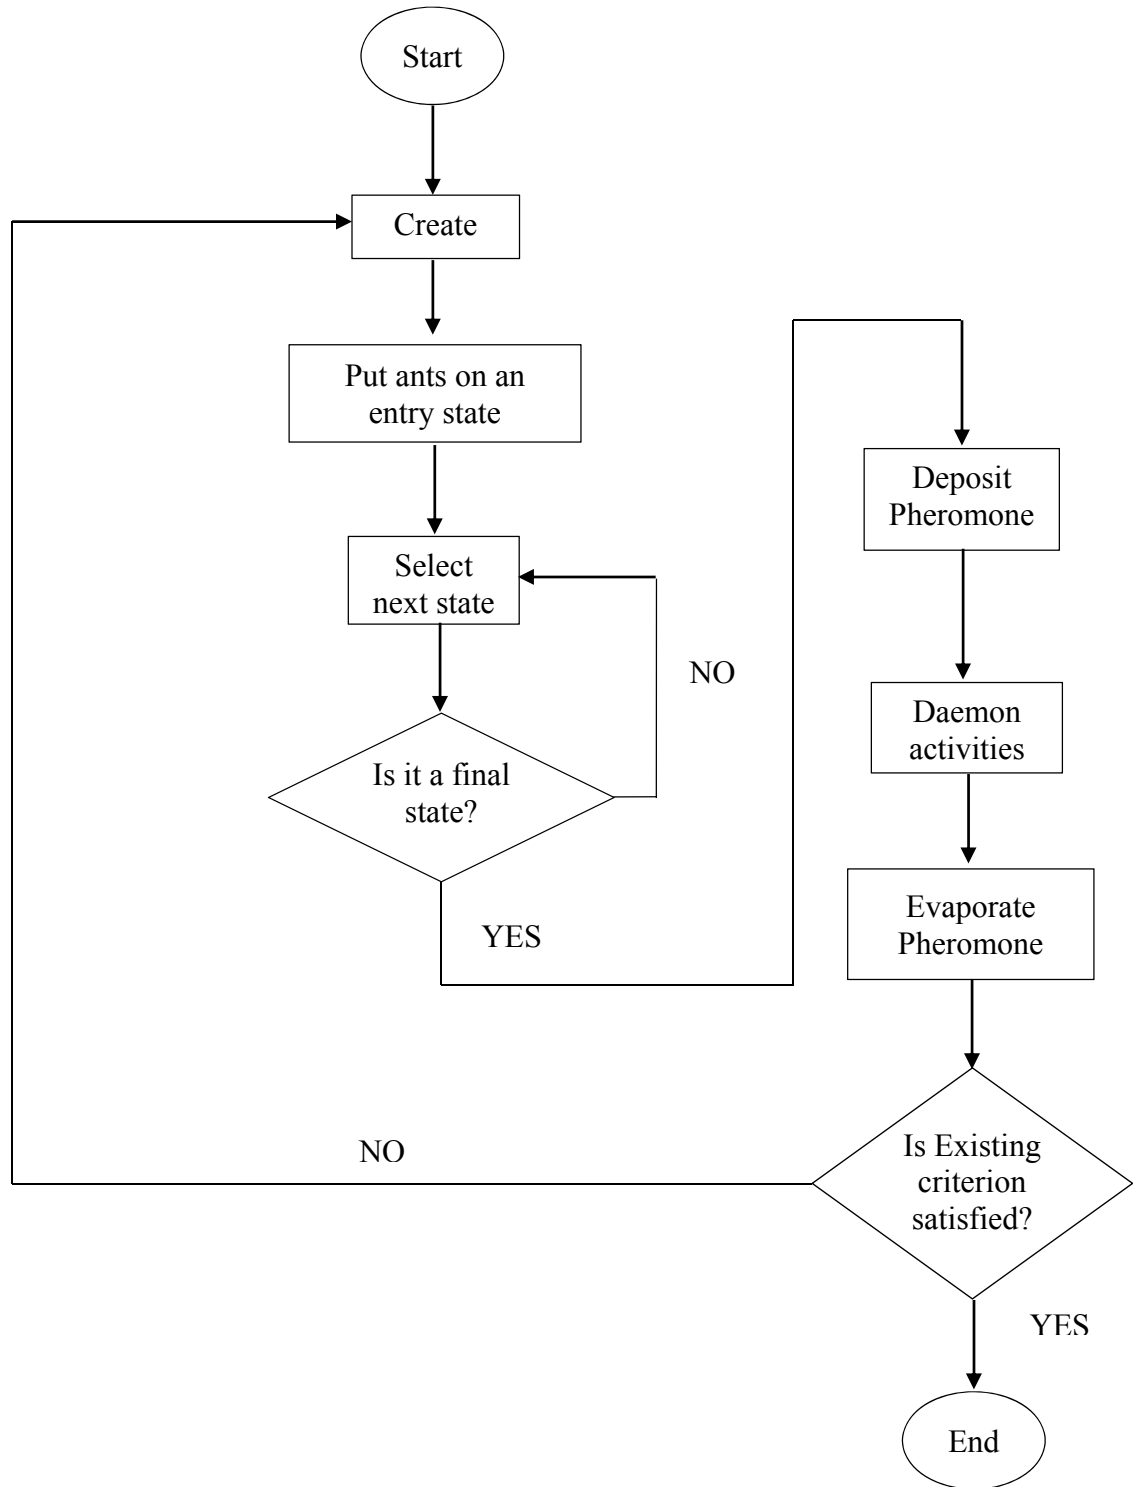 Start
Create
Put ants on an
entry state
Select
next state
NO
Is it a final
state?
YES
Deposit
Pheromone
Daemon
activities
Evaporate
Pheromone
Is Existing
criterion
satisfied?
NO
YES
End